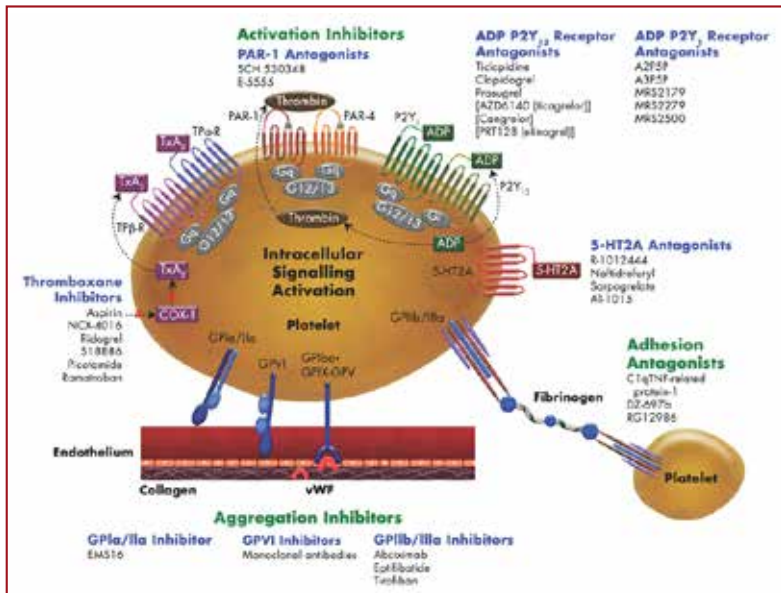 Activation Inhibitors
PAR-1 Antagonists
SCH 530348
E-5555
ADP P2Y12 Receptor
Antagonists
Ticlopidine
Clopidogrel
Prasugrel
[AZD6140 (ticagrelor)]
[Cangrelor]
[PRT128 (elinogrel)]
ADP P2Y1 Receptor
Antagonists
A2P5P
A3P5P
MRS2179
MRS2279
MRS2500
Thrombin
PAR-1
PAR-4
P2Y1
ADP
ADP
P2Y12
TPα-R
TxA2
TxA2
TPβ-R
Gq
G12/13
Gq
G12/13
Gq
Gi
G12/13
Thrombin
ADP
Intracellular
Signalling
Activation
Platelet
TxA2
COX-1
Thromboxane
Inhibitors
Aspirin
NCX-4016
Ridogrel
S18886
Picotamide
Ramatroban
5-HT2A
5-HT2A
5-HT2A Antagonists
R-1012444
Naftidrofuryl
Sarpogrelate
AT-1015
GPIa/IIa
GPVI
GPIbα+
GPIX-GPV
GPIIb/IIIa
Fibrinogen
Adhesion
Antagonists
C1qTNF-related
protein-1
DZ-697b
RG12986
Platelet
Endothelium
Collagen
vWF
Aggregation Inhibitors
GPIa/IIa Inhibitor
EMS16
GPVI Inhibitors
Monoclonal antibodies
GPIIb/IIIa Inhibitors
Abciximab
Eptifibatide
Tirofiban